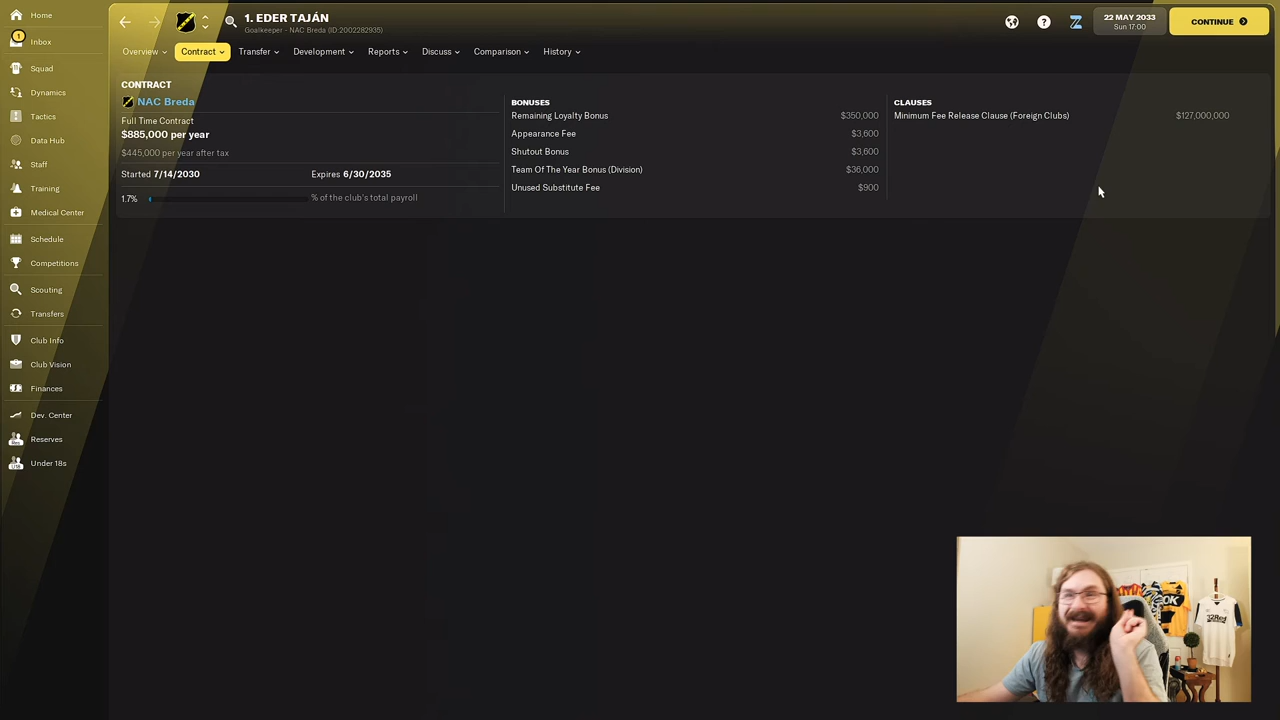 Home
1
Inbox
Squad
Dynamics
Tactics
Data Hub
Staff
Training
Medical Center
Schedule
Competitions
Scouting
Transfers
Club Info
Club Vision
Finances
Dev. Center
Reserves
Under 18s
1. EDER TAJÁN
Goalkeeper - NAC Breda (ID:2002282935)
22 MAY 2033
Sun 17:00
CONTINUE
Overview
Contract
Transfer
Development
Reports
Discuss
Comparison
History
CONTRACT
NAC Breda
Full Time Contract
$885,000 per year
$445,000 per year after tax
Started 7/14/2030 Expires 6/30/2035
1.7% % of the club's total payroll
BONUSES
Remaining Loyalty Bonus $350,000
Appearance Fee $3,600
Shutout Bonus $3,600
Team Of The Year Bonus (Division) $36,000
Unused Substitute Fee $900
CLAUSES
Minimum Fee Release Clause (Foreign Clubs) $127,000,000
32Red